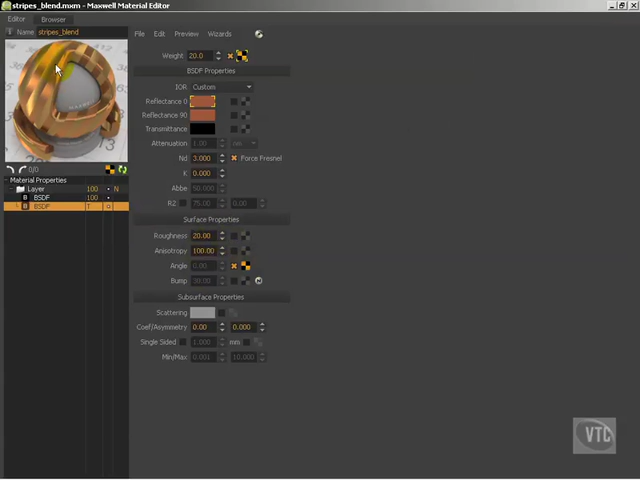 stripes_blend.mxm - Maxwell Material Editor
Editor Browser
Name stripes_blend
File Edit Preview Wizards
Weight 20.0
BSDF Properties
IOR Custom
Reflectance 0
Reflectance 90
Transmittance
Attenuation 1.00 nm
Nd 3.000 Force Fresnel
K 0.000
Abbe 50.000
R2 75.00 0.00
0/0
Material Properties
Layer 100 N
B BSDF 100
B BSDF T
Surface Properties
Roughness 20.00
Anisotropy 100.00
Angle 0.00
Bump 30.00
Subsurface Properties
Scattering
Coef/Asymmetry 0.00 0.000
Single Sided 1.000 mm
Min/Max 0.001 10.000
VTC